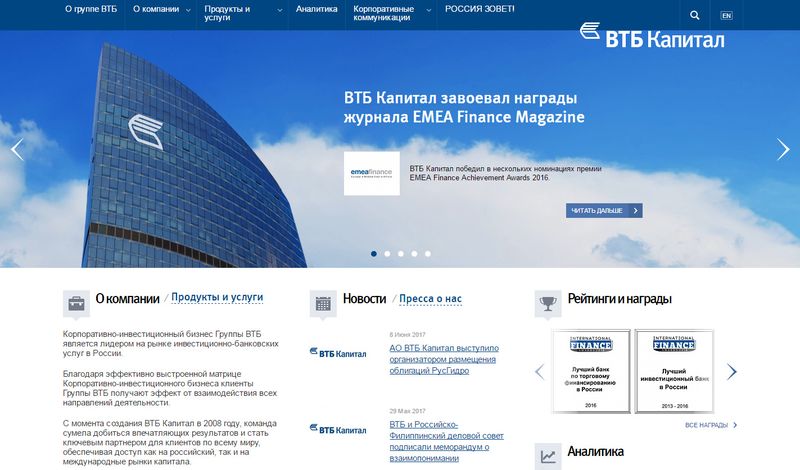 О группе ВТБ
О компании
Продукты и
услуги
Аналитика
Корпоративные
коммуникации
РОССИЯ ЗОВЕТ!
EN
ВТБ Капитал
ВТБ Капитал завоевал награды
журнала EMEA Finance Magazine
emeafinance
ВТБ Капитал победил в нескольких номинациях премии
EMEA Finance Achievement Awards 2016.
ЧИТАТЬ ДАЛЬШЕ
О компании / Продукты и услуги
Корпоративно-инвестиционный бизнес Группы ВТБ
является лидером на рынке инвестиционно-банковских
услуг в России.
Благодаря эффективно выстроенной матрице
Корпоративно-инвестиционного бизнеса клиенты
Группы ВТБ получают эффект от взаимодействия всех
направлений деятельности.
С момента создания ВТБ Капитал в 2008 году, команда
сумела добиться впечатляющих результатов и стать
ключевым партнером для клиентов по всему миру,
обеспечивая доступ как на российский, так и на
международные рынки капитала.
Новости / Пресса о нас
6 Июня 2017
ВТБ Капитал
АО ВТБ Капитал выступило
организатором размещения
облигаций РусГидро
29 Мая 2017
ВТБ Капитал
ВТБ и Российско-
Филиппинский деловой совет
подписали меморандум о
взаимопонимании
Рейтинги и награды
INTERNATIONAL
FINANCE
Лучший банк
по торговому
финансированию
в России
2016
INTERNATIONAL
FINANCE
Лучший
инвестиционный банк
в России
2013 - 2016
ВСЕ НАГРАДЫ
Аналитика